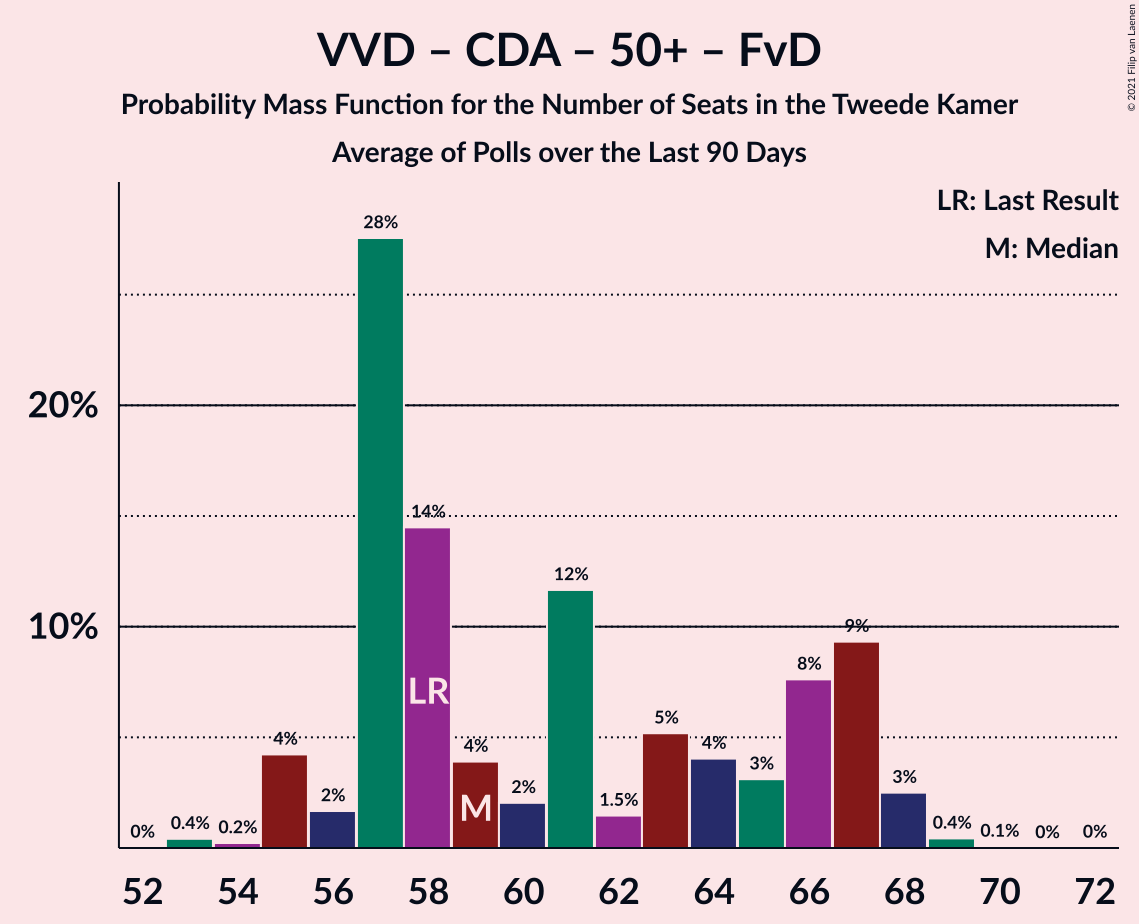 VVD – CDA – 50+ – FvD
Probability Mass Function for the Number of Seats in the Tweede Kamer
Average of Polls over the Last 90 Days
© 2021 Filip van Laenen
LR: Last Result
M: Median
20%
10%
0%
0.4%
0.2%
4%
2%
28%
14%
4%
2%
12%
1.5%
5%
4%
3%
8%
9%
3%
0.4%
0.1%
0%
0%
LR
M
52 54 56 58 60 62 64 66 68 70 72